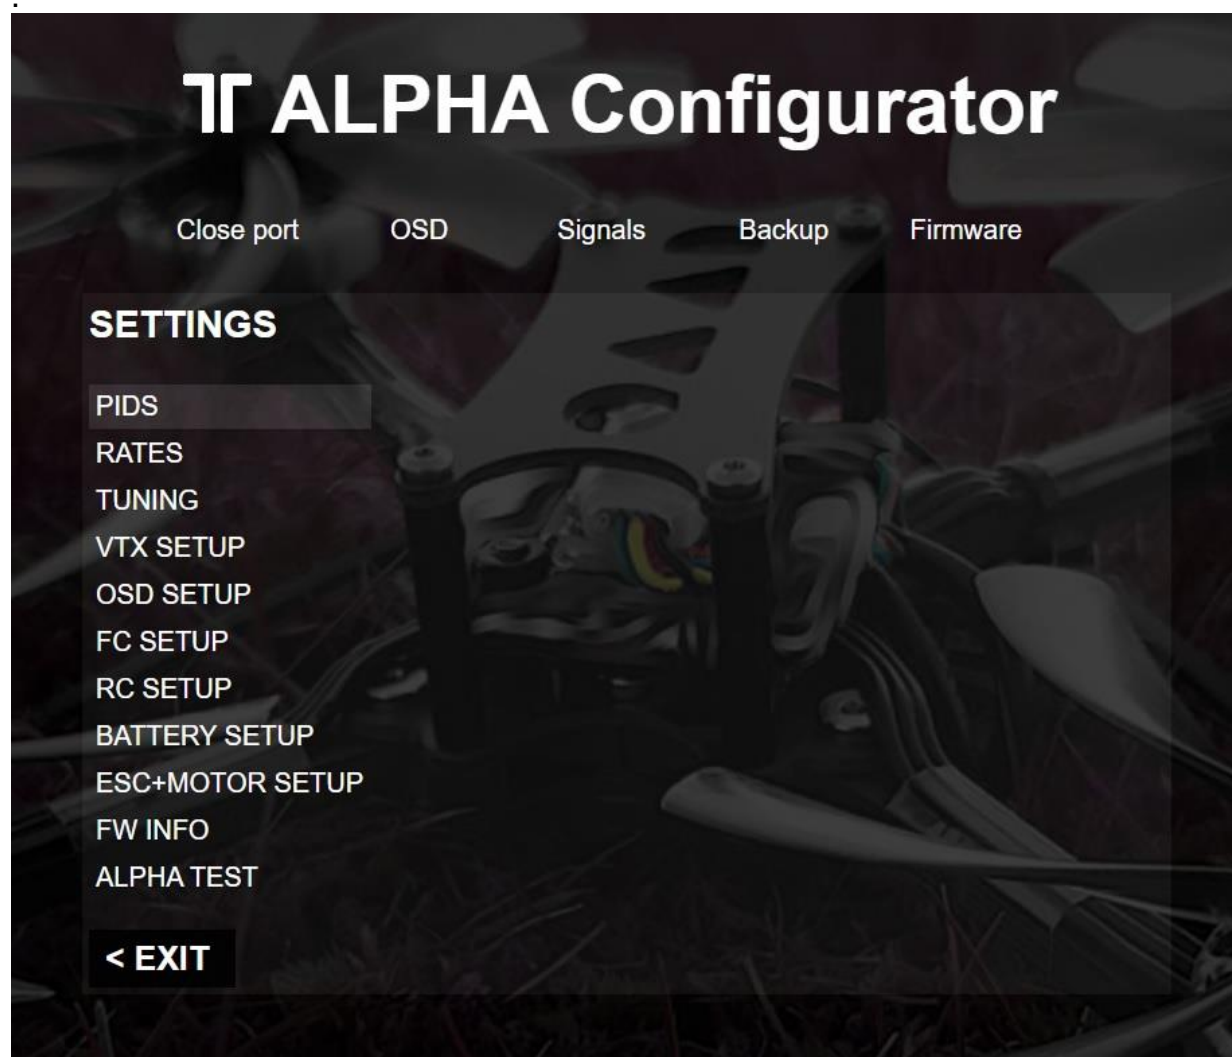 .
ALPHA Configurator
Close port OSD Signals Backup Firmware
SETTINGS
PIDS
RATES
TUNING
VTX SETUP
OSD SETUP
FC SETUP
RC SETUP
BATTERY SETUP
ESC+MOTOR SETUP
FW INFO
ALPHA TEST
< EXIT